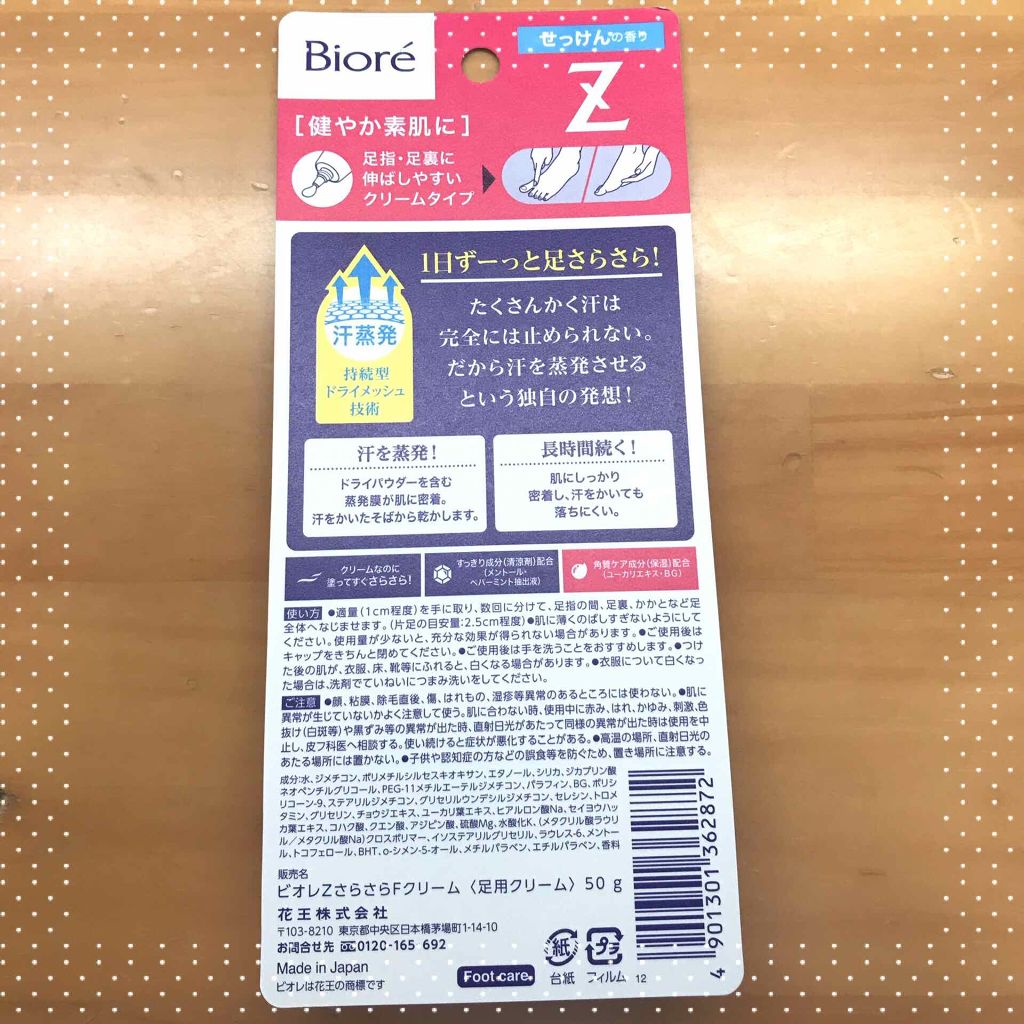 Bioré
せっけんの香り
Z
[健やか素肌に]
足指・足裏に
伸ばしやすい
クリームタイプ
1日ずーっと足さらさら!
汗蒸発
持続型
ドライメッシュ
技術
たくさんかく汗は
完全には止められない。
だから汗を蒸発させる
という独自の発想!
汗を蒸発!
ドライパウダーを含む
蒸発膜が肌に密着。
汗をかいたそばから乾かします。
長時間続く!
肌にしっかり
密着し、汗をかいても
落ちにくい。
クリームなのに
塗ってすぐさらさら!
すっきり成分(清涼剤)配合
(メントール・
ペパーミント抽出液)
角質ケア成分(保湿)配合
(ユーカリエキス・BG)
使い方 ●適量(1cm程度)を手に取り、数回に分けて、足指の間、足裏、かかとなど足
全体へなじませます。(片足の目安量:2.5cm程度)●肌に薄くのばしすぎないようにして
ください。使用量が少ないと、充分な効果が得られない場合があります。●ご使用後は
キャップをきちんと閉めてください。●ご使用後は手を洗うことをおすすめします。●つけ
た後の肌が、衣服、床、靴等にふれると、白くなる場合があります。●衣服について白くなっ
た場合は、洗剤でていねいにつまみ洗いをしてください。
ご注意 ●顔、粘膜、除毛直後、傷、はれもの、湿疹等異常のあるところには使わない。●肌に
異常が生じていないかよく注意して使う。肌に合わない時、使用中に赤み、はれ、かゆみ、刺激、色
抜け(白斑等)や黒ずみ等の異常が出た時、直射日光があたって同様の異常が出た時は使用を中
止し、皮フ科医へ相談する。使い続けると症状が悪化することがある。●高温の場所、直射日光の
あたる場所には置かない。●子供や認知症の方などの誤食等を防ぐため、置き場所に注意する。
成分:水、ジメチコン、ポリメチルシルセスキオキサン、エタノール、シリカ、ジカプリン酸
ネオペンチルグリコール、PEG-11メチルエーテルジメチコン、パラフィン、BG、ポリシ
リコーン-9、ステアリルジメチコン、グリセリルウンデシルジメチコン、セレシン、トロメ
タミン、グリセリン、チョウジエキス、ユーカリ葉エキス、ヒアルロン酸Na、セイヨウハッ
カ葉エキス、コハク酸、クエン酸、アジピン酸、硫酸Mg、水酸化K、(メタクリル酸ラウリ
ル/メタクリル酸Na)クロスポリマー、イソステアリルグリセリル、ラウレス-6、メントー
ル、トコフェロール、BHT、o-シメン-5-オール、メチルパラベン、エチルパラベン、香料
販売名
ビオレZさらさらFクリーム〈足用クリーム〉50g
花王株式会社
〒103-8210 東京都中央区日本橋茅場町1-14-10
お問合せ先 0120-165 692
Made in Japan
ビオレは花王の商標です
Foot care
紙
台紙
プラ
フィルム
12
4 901301 362872